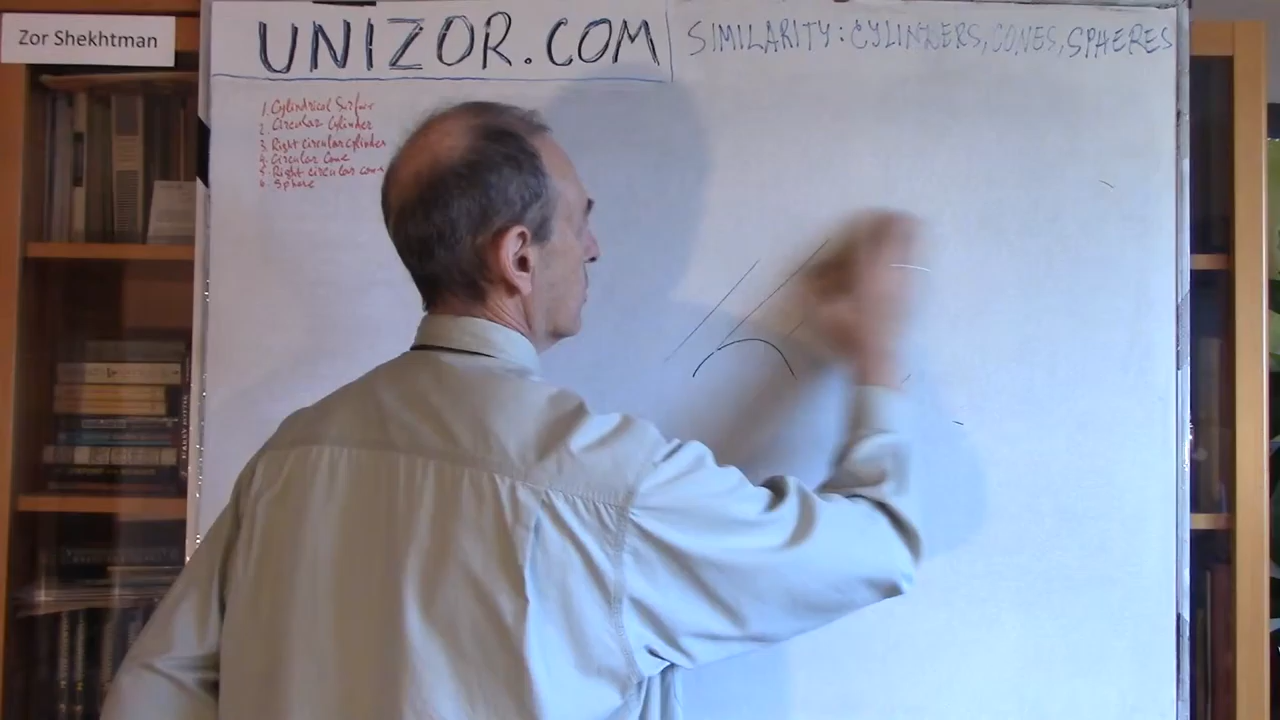 Zor Shekhtman
UNIZOR.COM
SIMILARITY: CYLINDERS, CONES, SPHERES
1. Cylindrical Surface
2. Circular Cylinder
3. Right circular cylinder
4. Circular Cone
5. Right circular cone
6. Sphere